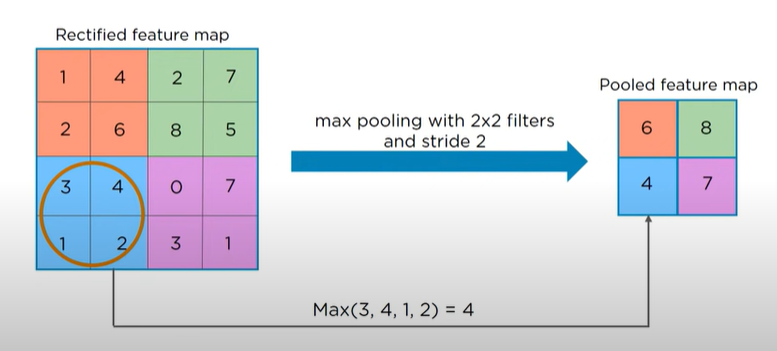 Rectified feature map
1 4 2 7
2 6 8 5
3 4 0 7
1 2 3 1
max pooling with 2x2 filters
and stride 2
Pooled feature map
6 8
4 7
Max(3, 4, 1, 2) = 4